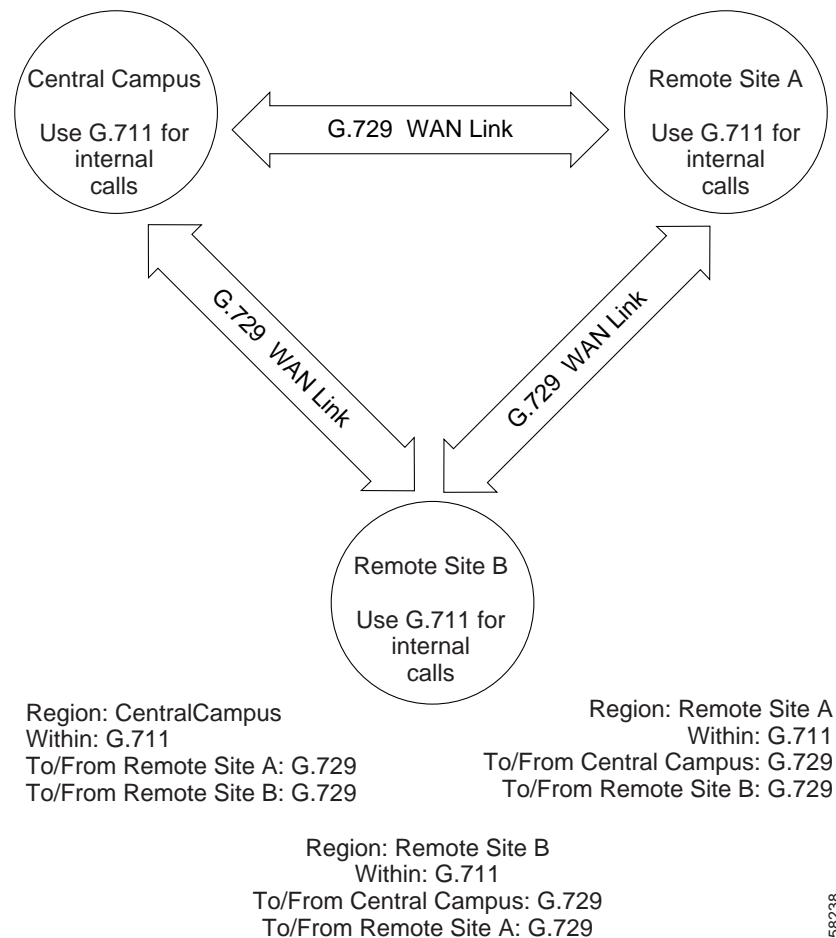 Central Campus
Use G.711 for
internal
calls
G.729 WAN Link
Remote Site A
Use G.711 for
internal
calls
G.729 WAN Link
G.729 WAN Link
Remote Site B
Use G.711 for
internal
calls
Region: CentralCampus
Within: G.711
To/From Remote Site A: G.729
To/From Remote Site B: G.729
Region: Remote Site A
Within: G.711
To/From Central Campus: G.729
To/From Remote Site B: G.729
Region: Remote Site B
Within: G.711
To/From Central Campus: G.729
To/From Remote Site A: G.729
58238